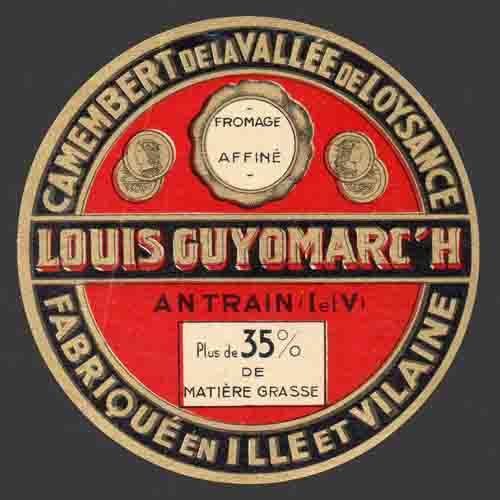 CAMEMBERT DE LA VALLÉE DE LOYSANCE
FROMAGE
AFFINÉ
LOUIS GUYOMARC'H
ANTRAIN (I et V)
Plus de 35%
DE
MATIÈRE GRASSE
FABRIQUÉ EN ILLE ET VILAINE